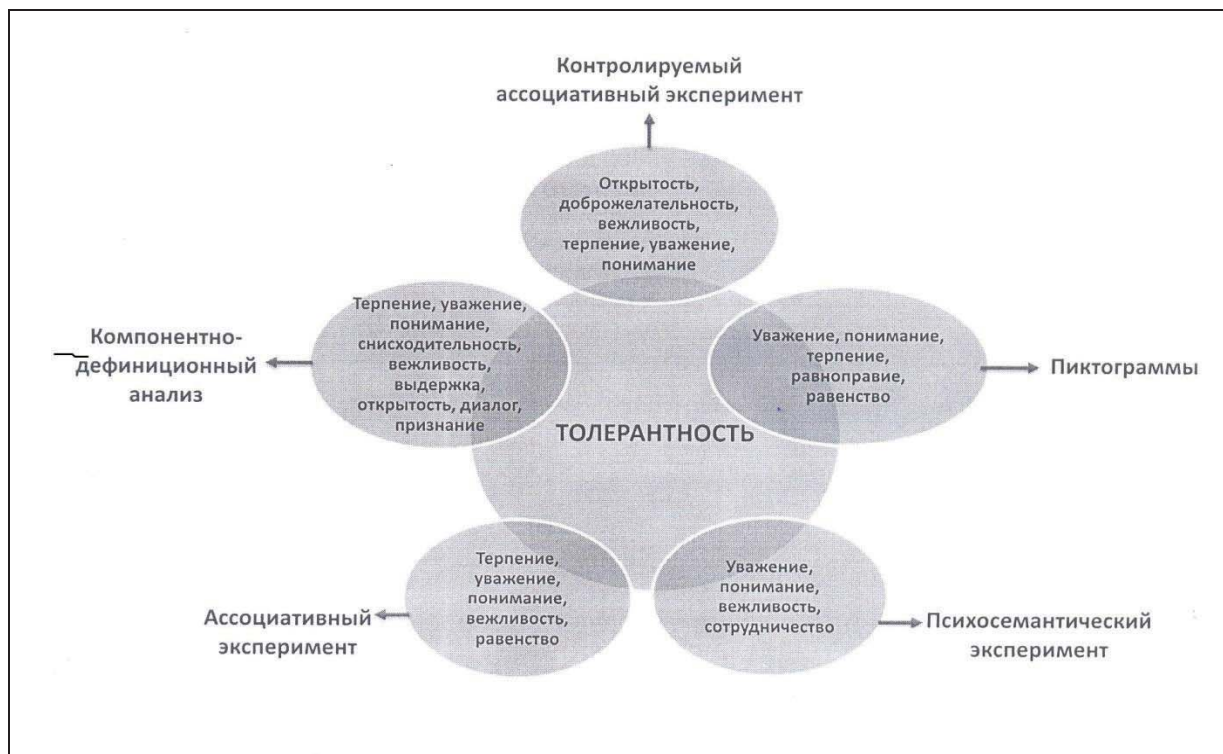 Контролируемый
ассоциативный эксперимент
Открытость,
доброжелательность,
вежливость,
терпение, уважение,
понимание
Терпение, уважение,
понимание,
снисходительность,
вежливость,
выдержка,
открытость, диалог,
признание
Компонентно-
дефиниционный
анализ
Уважение, понимание,
терпение,
равноправие,
равенство
Пиктограммы
ТОЛЕРАНТНОСТЬ
Терпение,
уважение,
понимание,
вежливость,
равенство
Ассоциативный
эксперимент
Уважение,
понимание,
вежливость,
сотрудничество
Психосемантический
эксперимент